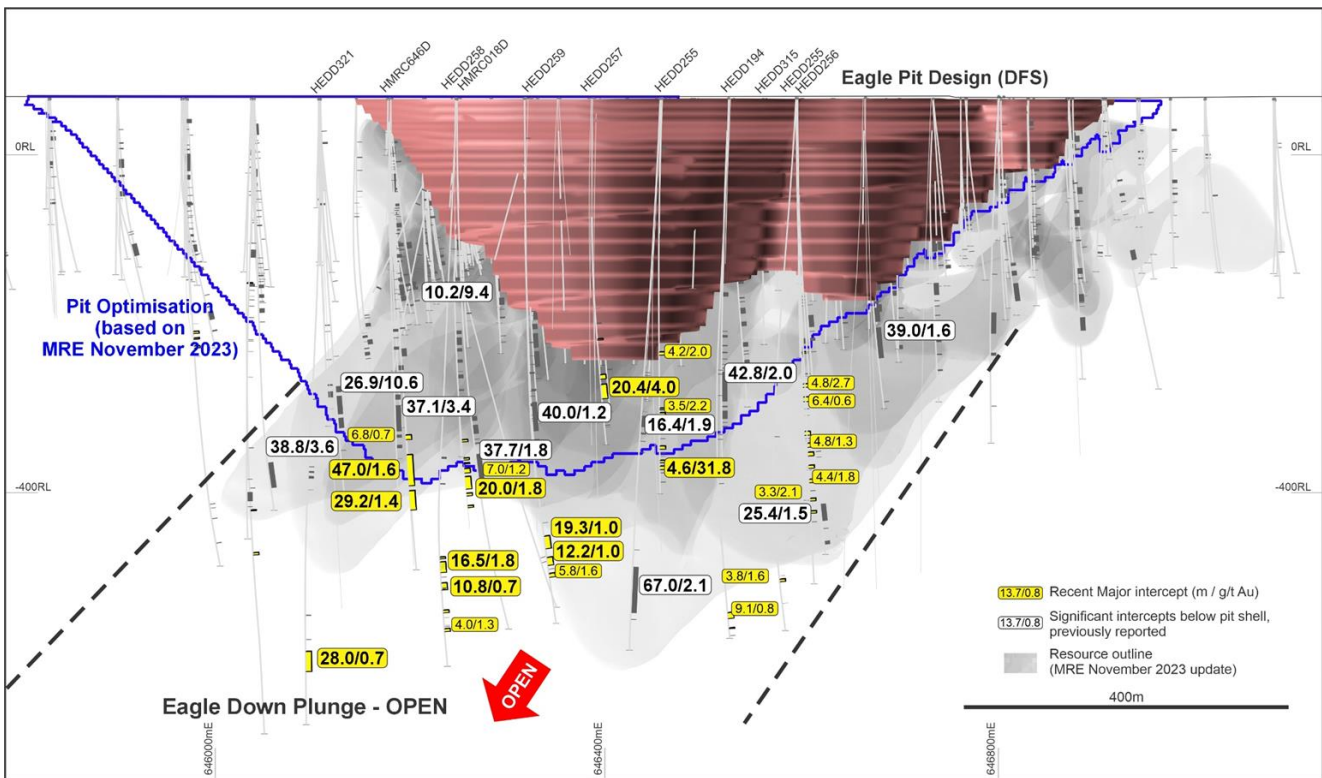 HEDD321
HMRC646D
HEDD258
HMRC018D
HEDD259
HEDD257
HEDD255
HEDD194
HEDD315
HEDD255
HEDD256
Eagle Pit Design (DFS)
0RL
0RL
Pit Optimisation
(based on
MRE November 2023)
10.2/9.4
39.0/1.6
4.2/2.0
26.9/10.6
20.4/4.0
42.8/2.0
4.8/2.7
6.4/0.6
37.1/3.4
40.0/1.2
3.5/2.2
16.4/1.9
6.8/0.7
38.8/3.6
37.7/1.8
4.8/1.3
47.0/1.6
7.0/1.2
4.6/31.8
4.4/1.8
20.0/1.8
3.3/2.1
-400RL
-400RL
29.2/1.4
25.4/1.5
19.3/1.0
12.2/1.0
16.5/1.8
5.8/1.6
10.8/0.7
67.0/2.1
3.8/1.6
9.1/0.8
4.0/1.3
28.0/0.7
13.7/0.8 Recent Major intercept (m / g/t Au)
13.7/0.8 Significant intercepts below pit shell,
previously reported
Resource outline
(MRE November 2023 update)
400m
OPEN
Eagle Down Plunge - OPEN
646000mE
646400mE
646800mE